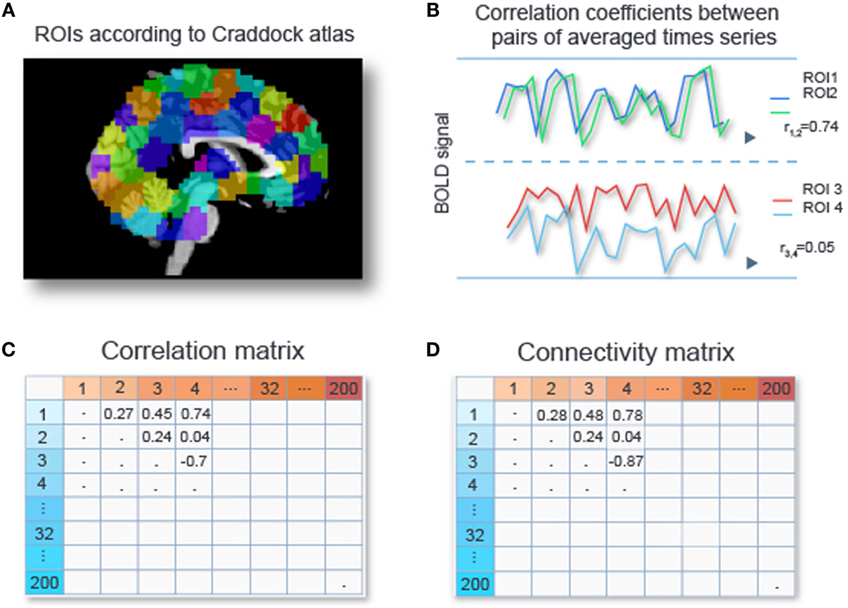 A
ROIs according to Craddock atlas
B
Correlation coefficients between
pairs of averaged times series
BOLD signal
ROI1
ROI2
r1,2=0.74
ROI 3
ROI 4
r3,4=0.05
C
Correlation matrix
1 2 3 4 ... 32 ... 200
1 - 0.27 0.45 0.74
2 - . 0.24 0.04
3 . . . -0.7
4 . . . .
⋮
32
⋮
200 .
D
Connectivity matrix
1 2 3 4 ... 32 ... 200
1 - 0.28 0.48 0.78
2 - . 0.24 0.04
3 . . . -0.87
4 . . . .
⋮
32
⋮
200 .